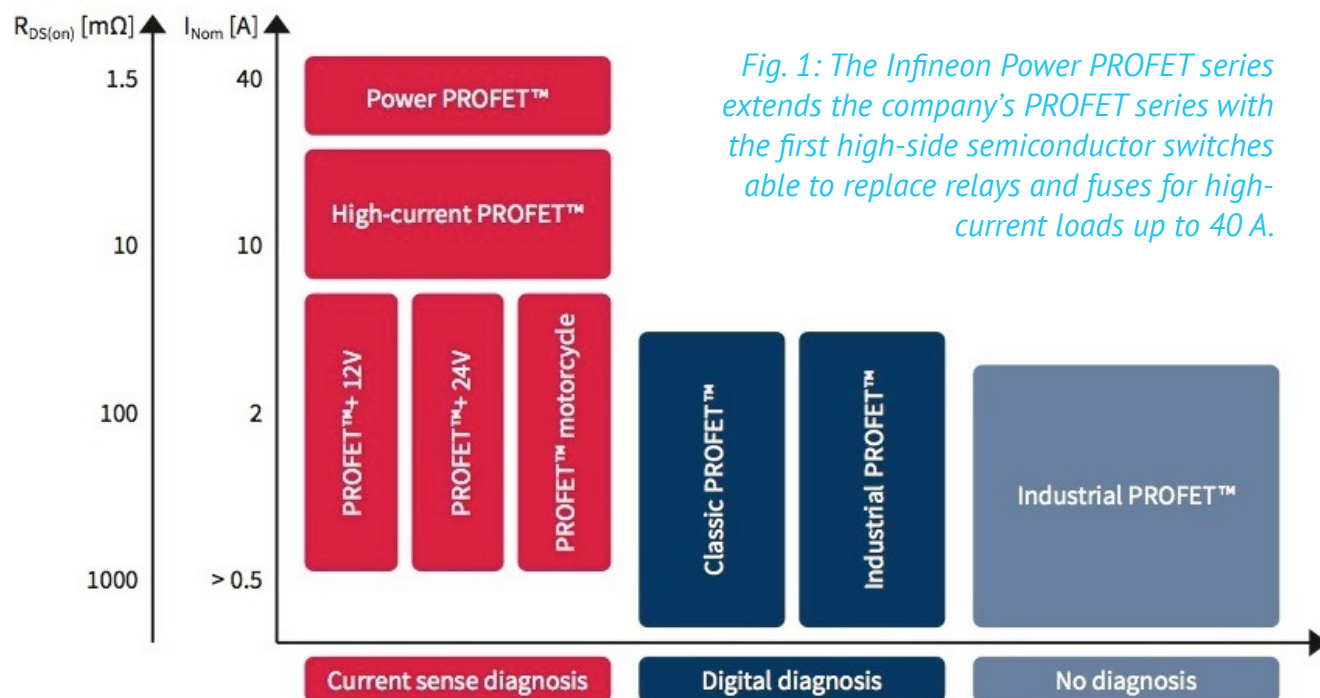 R_DS(on) [mΩ]
I_Nom [A]
1.5
40
10
10
100
2
1000
> 0.5
Fig. 1: The Infineon Power PROFET series
extends the company’s PROFET series with
the first high-side semiconductor switches
able to replace relays and fuses for high-
current loads up to 40 A.
Power PROFET™
High-current PROFET™
PROFET™+ 12V
PROFET™+ 24V
PROFET™ motorcycle
Classic PROFET™
Industrial PROFET™
Industrial PROFET™
Current sense diagnosis
Digital diagnosis
No diagnosis